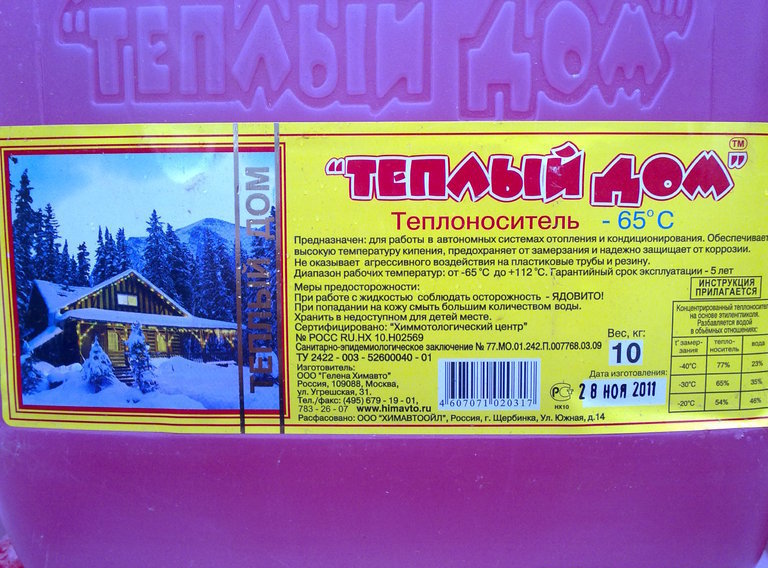 "ТЕПЛЫЙ ДОМ"
"ТЕПЛЫЙ ДОМ" ТМ
ТЕПЛЫЙ ДОМ
Теплоноситель - 65°С
Предназначен: для работы в автономных системах отопления и кондиционирования. Обеспечивает
высокую температуру кипения, предохраняет от замерзания и надежно защищает от коррозии.
Не оказывает агрессивного воздействия на пластиковые трубы и резину.
Диапазон рабочих температур: от -65 °С до +112 °С. Гарантийный срок эксплуатации - 5 лет
Меры предосторожности:
При работе с жидкостью соблюдать осторожность - ЯДОВИТО!
При попадании на кожу смыть большим количеством воды.
Хранить в недоступном для детей месте.
Сертифицировано: "Химмотологический центр"
№ РОСС RU.HX 10.H02569
Санитарно-эпидемиологическое заключение № 77.МО.01.242.П.007768.03.09
ТУ 2422 - 003 - 52600040 - 01
Изготовитель:
ООО "Гелена Химавто"
Россия, 109088, Москва,
ул. Угрешская, 31.
Тел./факс: (495) 679 - 19 - 01,
783 - 26 - 07 www.himavto.ru
Расфасовано: ООО "ХИМАВТООЙЛ", Россия, г. Щербинка, Ул. Южная, д.14
4 607071 020317
Вес, кг:
10
Дата изготовления:
28 НОЯ 2011
РС
НХ10
ИНСТРУКЦИЯ
ПРИЛАГАЕТСЯ
Концентрированный теплоноситель
на основе этиленгликоля.
Разбавляется водой
в объёмных отношениях:
t° замер-
зания тепло-
носитель вода
-40°С 77% 23%
-30°С 65% 35%
-20°С 54% 46%